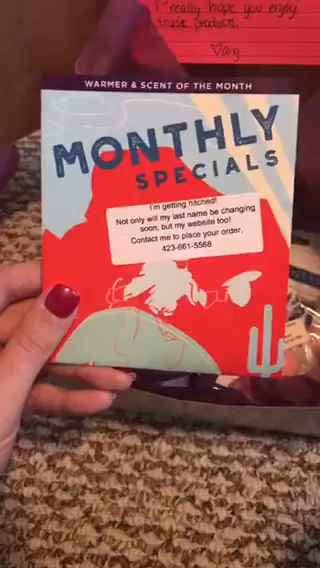 I really hope you enjoy
these products.
WARMER & SCENT OF THE MONTH
MONTHLY
SPECIALS
I'm getting hitched!
Not only will my last name be changing
soon, but my website too!
Contact me to place your order,
423-661-5568